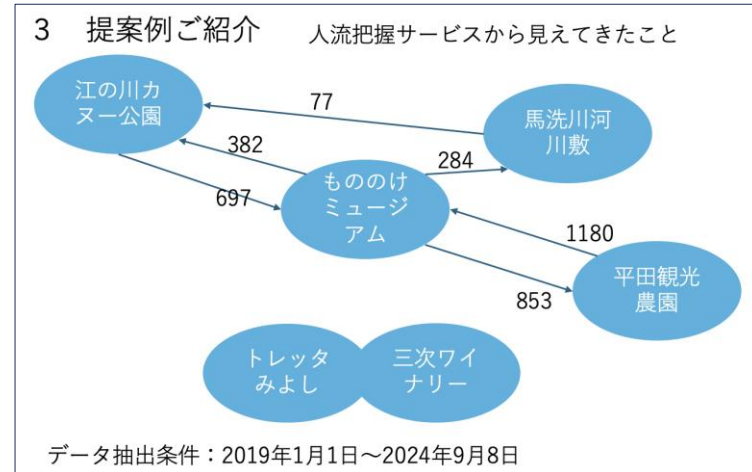 3　提案例ご紹介　人流把握サービスから見えてきたこと
江の川カ
ヌー公園
77
馬洗川河
川敷
382
284
697
もののけ
ミュージ
アム
1180
853
平田観光
農園
トレッタ
みよし
三次ワイ
ナリー
データ抽出条件：2019年1月1日～2024年9月8日